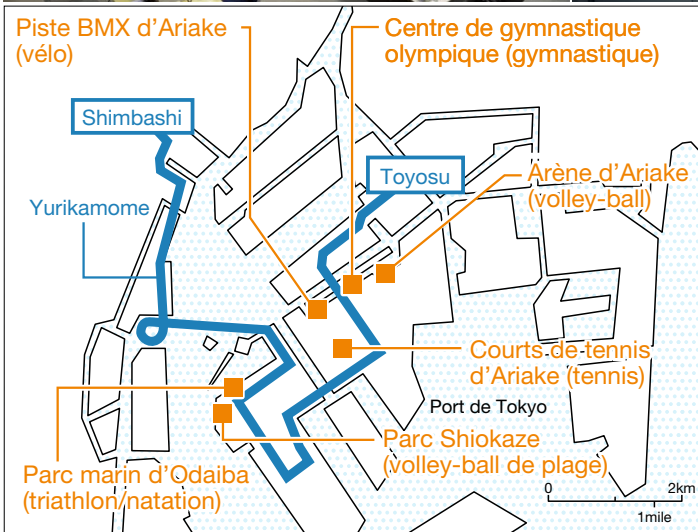 Piste BMX d’Ariake
(vélo)
Centre de gymnastique
olympique (gymnastique)
Shimbashi
Toyosu
Arène d’Ariake
(volley-ball)
Yurikamome
Courts de tennis
d’Ariake (tennis)
Port de Tokyo
Parc Shiokaze
(volley-ball de plage)
Parc marin d’Odaiba
(triathlon/natation)
0 2km
1mile